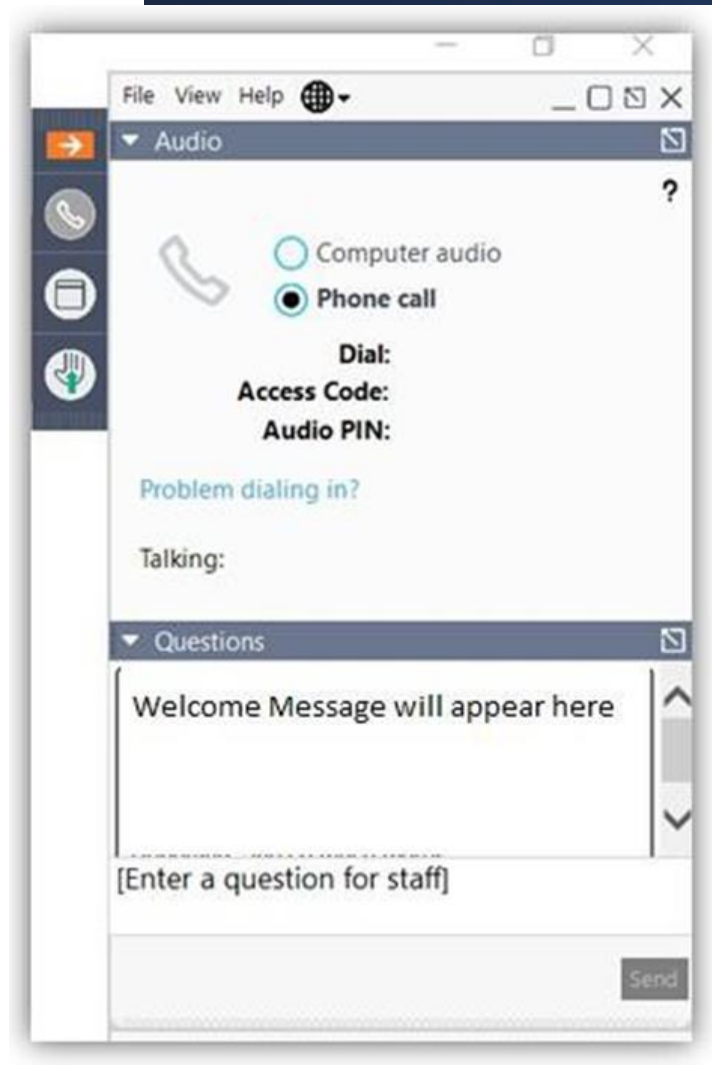 File View Help
Audio
?
Computer audio
Phone call
Dial:
Access Code:
Audio PIN:
Problem dialing in?
Talking:
Questions
Welcome Message will appear here
[Enter a question for staff]
Send